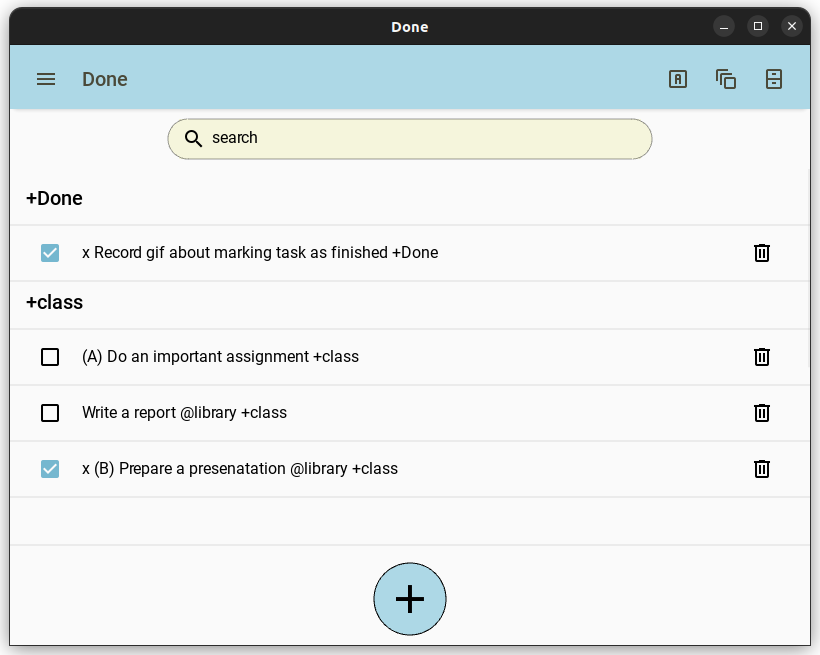 Done
Done
search
+Done
x Record gif about marking task as finished +Done
+class
(A) Do an important assignment +class
Write a report @library +class
x (B) Prepare a presenatation @library +class